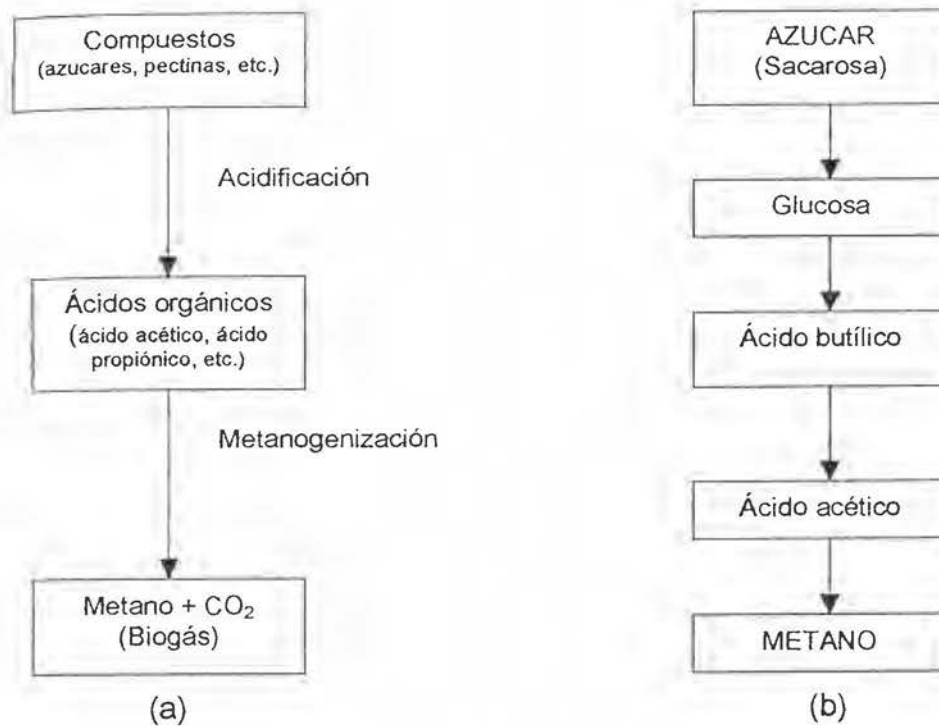 Compuestos
(azucares, pectinas, etc.)
Acidificación
Ácidos orgánicos
(ácido acético, ácido
propiónico, etc.)
Metanogenización
Metano + CO₂
(Biogás)
(a)
AZUCAR
(Sacarosa)
Glucosa
Ácido butílico
Ácido acético
METANO
(b)